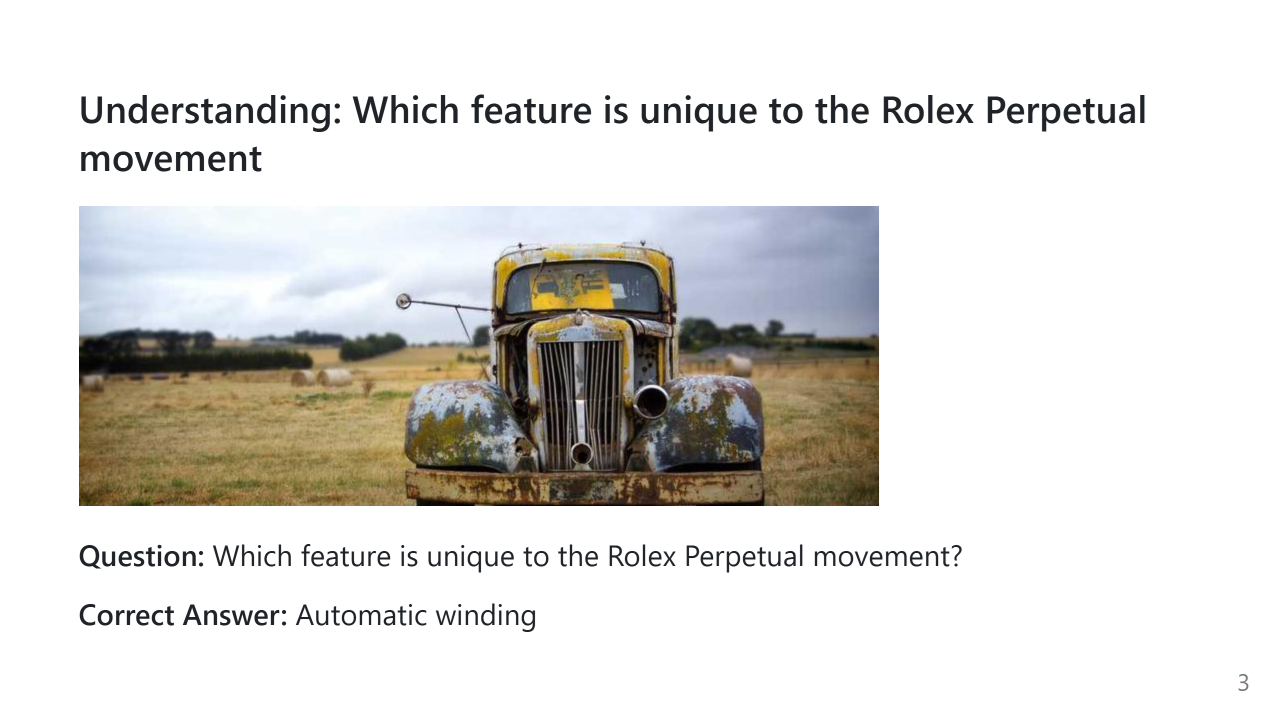 Understanding: Which feature is unique to the Rolex Perpetual
movement
Question: Which feature is unique to the Rolex Perpetual movement?
Correct Answer: Automatic winding
3